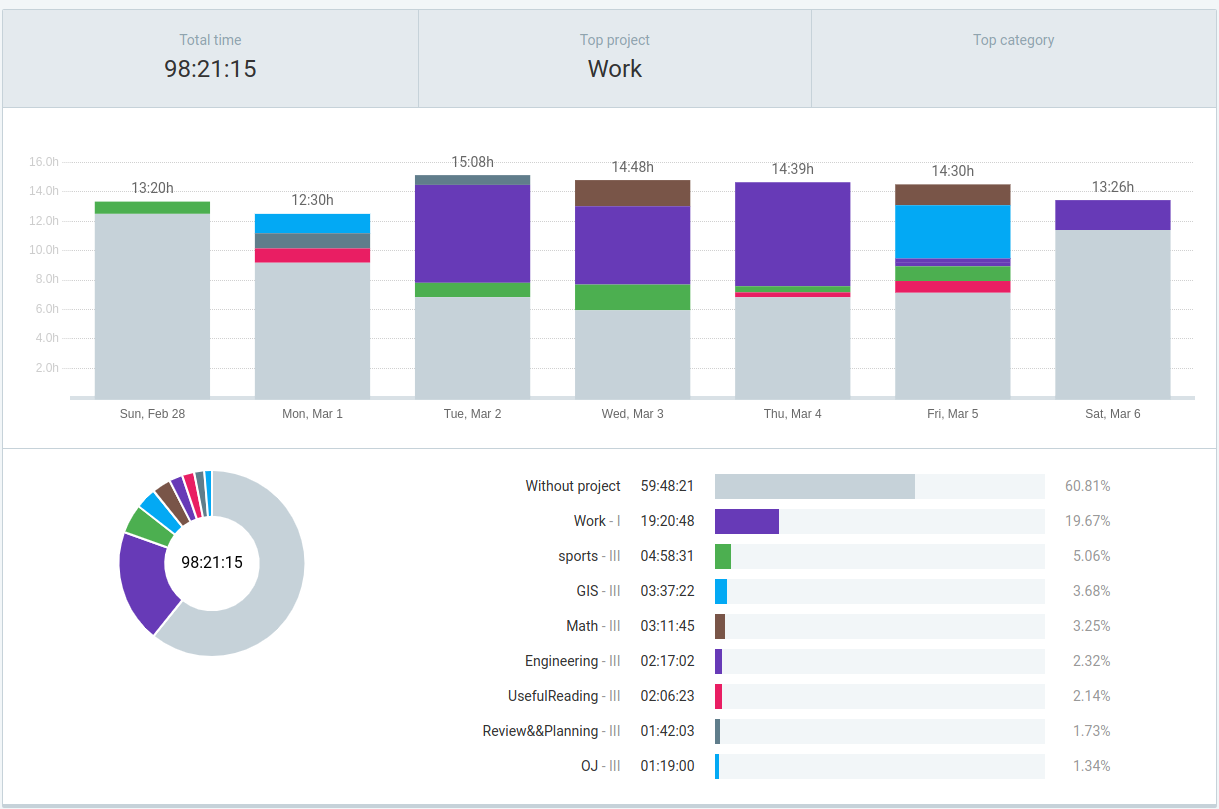 Total time
Top project
Top category
98:21:15
Work
16.0h
14.0h
12.0h
10.0h
8.0h
6.0h
4.0h
2.0h
13:20h
12:30h
15:08h
14:48h
14:39h
14:30h
13:26h
Sun, Feb 28
Mon, Mar 1
Tue, Mar 2
Wed, Mar 3
Thu, Mar 4
Fri, Mar 5
Sat, Mar 6
98:21:15
Without project 59:48:21 60.81%
Work - I 19:20:48 19.67%
sports - III 04:58:31 5.06%
GIS - III 03:37:22 3.68%
Math - III 03:11:45 3.25%
Engineering - III 02:17:02 2.32%
UsefulReading - III 02:06:23 2.14%
Review&&Planning - III 01:42:03 1.73%
OJ - III 01:19:00 1.34%